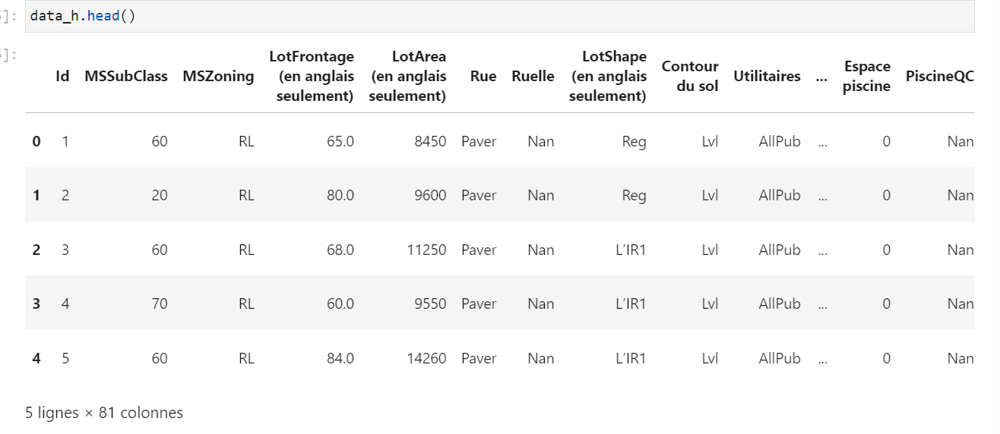 ]: data_h.head()
]:
Id MSSubClass MSZoning LotFrontage (en anglais seulement) LotArea (en anglais seulement) Rue Ruelle LotShape (en anglais seulement) Contour du sol Utilitaires ... Espace piscine PiscineQC
0 1 60 RL 65.0 8450 Paver Nan Reg Lvl AllPub ... 0 Nan
1 2 20 RL 80.0 9600 Paver Nan Reg Lvl AllPub ... 0 Nan
2 3 60 RL 68.0 11250 Paver Nan L’IR1 Lvl AllPub ... 0 Nan
3 4 70 RL 60.0 9550 Paver Nan L’IR1 Lvl AllPub ... 0 Nan
4 5 60 RL 84.0 14260 Paver Nan L’IR1 Lvl AllPub ... 0 Nan
5 lignes × 81 colonnes